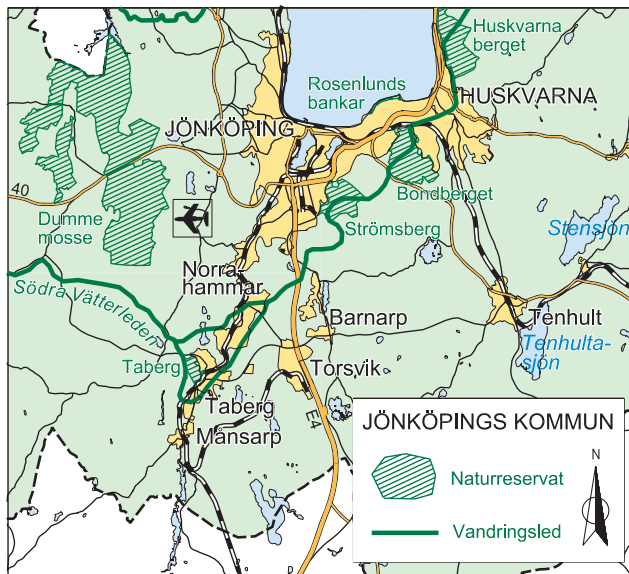 Huskvarna
berget
Rosenlunds
bankar
HUSKVARNA
JÖNKÖPING
40
Bondberget
Dumme
mosse
Strömsberg
Stensjön
Norra-
hammar
Södra Vätterleden
Barnarp
Tenhult
Tenhulta-
sjön
Taberg
Torsvik
Taberg
E4
Månsarp
JÖNKÖPINGS KOMMUN
N
Naturreservat
Vandringsled